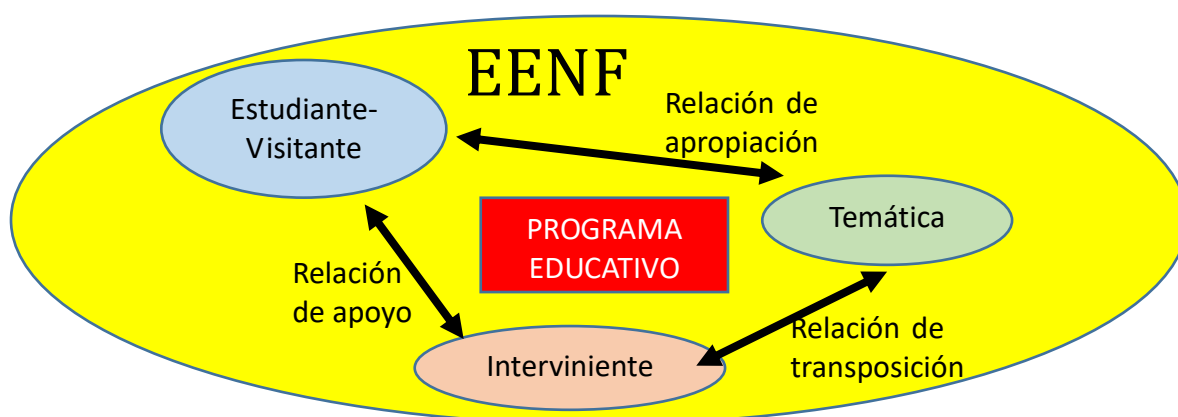 EENF
Estudiante-
Visitante
Relación de
apropiación
Temática
PROGRAMA
EDUCATIVO
Relación
de apoyo
Interviniente
Relación de
transposición